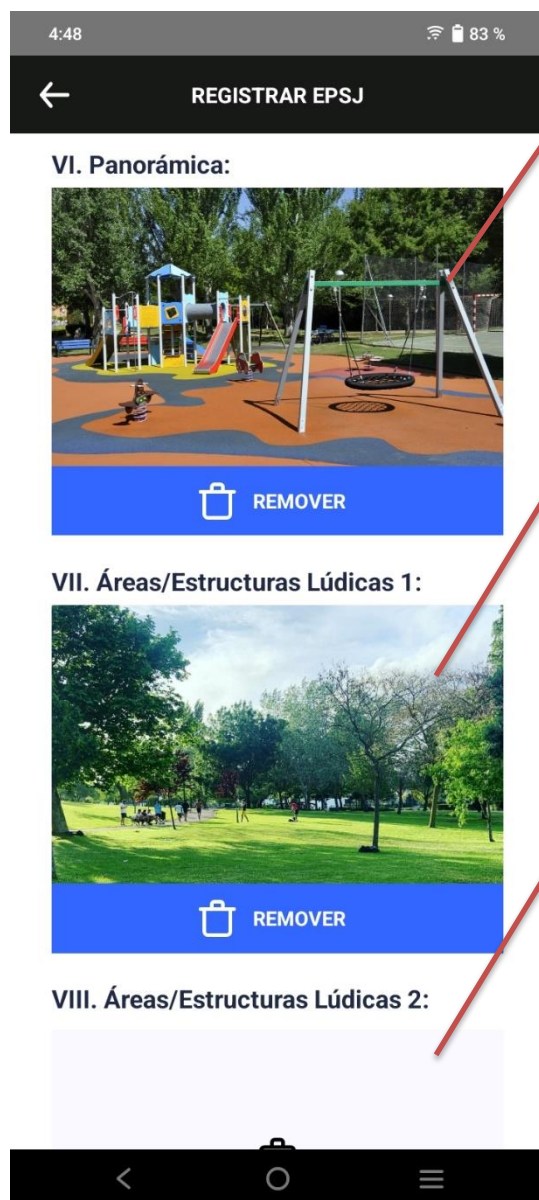 4:48
83 %
REGISTRAR EPSJ
VI. Panorámica:
REMOVER
VII. Áreas/Estructuras Lúdicas 1:
REMOVER
VIII. Áreas/Estructuras Lúdicas 2: